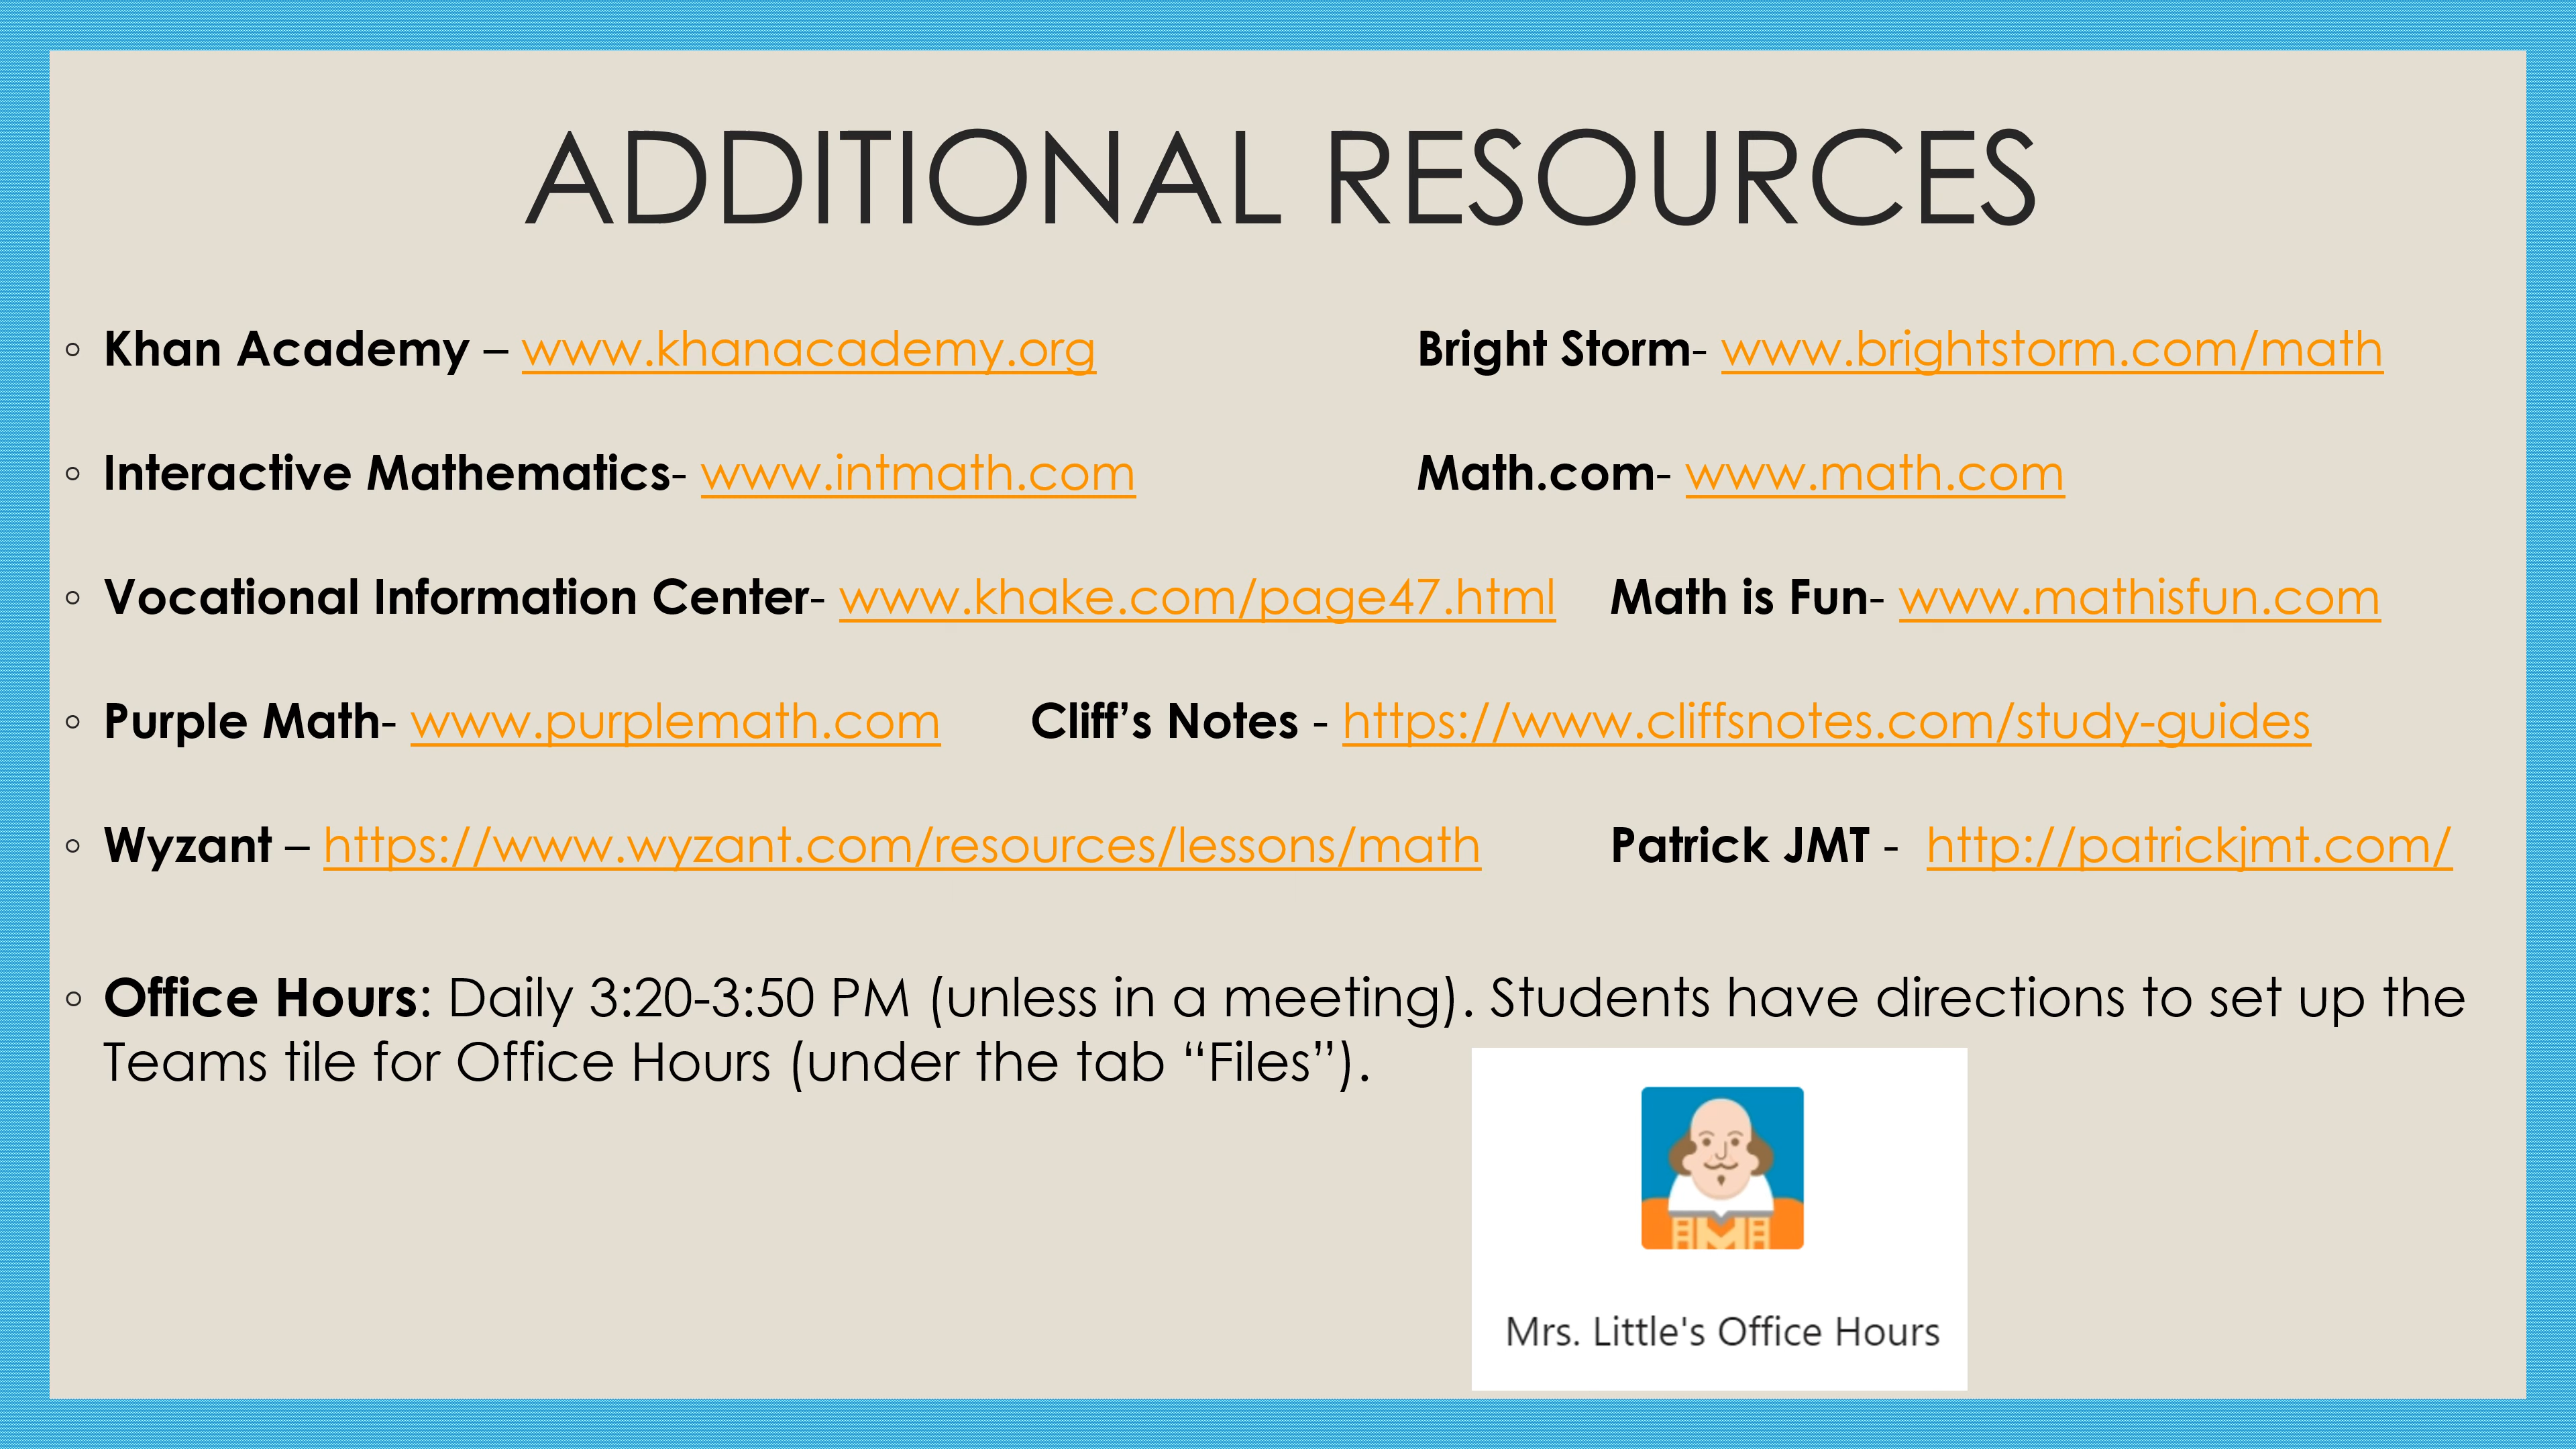 ADDITIONAL RESOURCES
◦ Khan Academy – www.khanacademy.org Bright Storm- www.brightstorm.com/math
◦ Interactive Mathematics- www.intmath.com Math.com- www.math.com
◦ Vocational Information Center- www.khake.com/page47.html Math is Fun- www.mathisfun.com
◦ Purple Math- www.purplemath.com Cliff’s Notes - https://www.cliffsnotes.com/study-guides
◦ Wyzant – https://www.wyzant.com/resources/lessons/math Patrick JMT - http://patrickjmt.com/
◦ Office Hours: Daily 3:20-3:50 PM (unless in a meeting). Students have directions to set up the
Teams tile for Office Hours (under the tab “Files”).
Mrs. Little's Office Hours